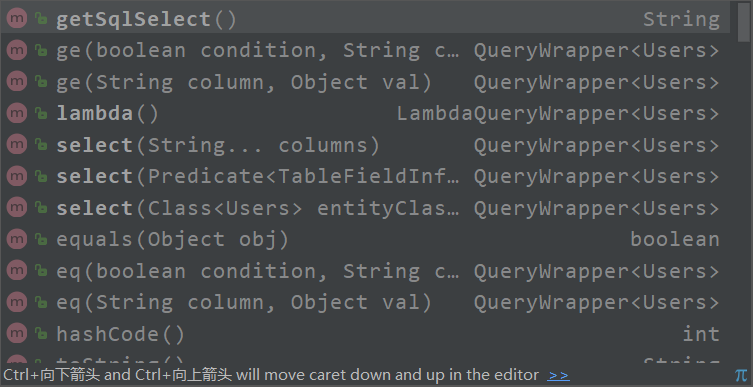 getSqlSelect() String
ge(boolean condition, String c… QueryWrapper<Users>
ge(String column, Object val) QueryWrapper<Users>
lambda() LambdaQueryWrapper<Users>
select(String... columns) QueryWrapper<Users>
select(Predicate<TableFieldInf… QueryWrapper<Users>
select(Class<Users> entityClas… QueryWrapper<Users>
equals(Object obj) boolean
eq(boolean condition, String c… QueryWrapper<Users>
eq(String column, Object val) QueryWrapper<Users>
hashCode() int
toString() String
Ctrl+向下箭头 and Ctrl+向上箭头 will move caret down and up in the editor >> π